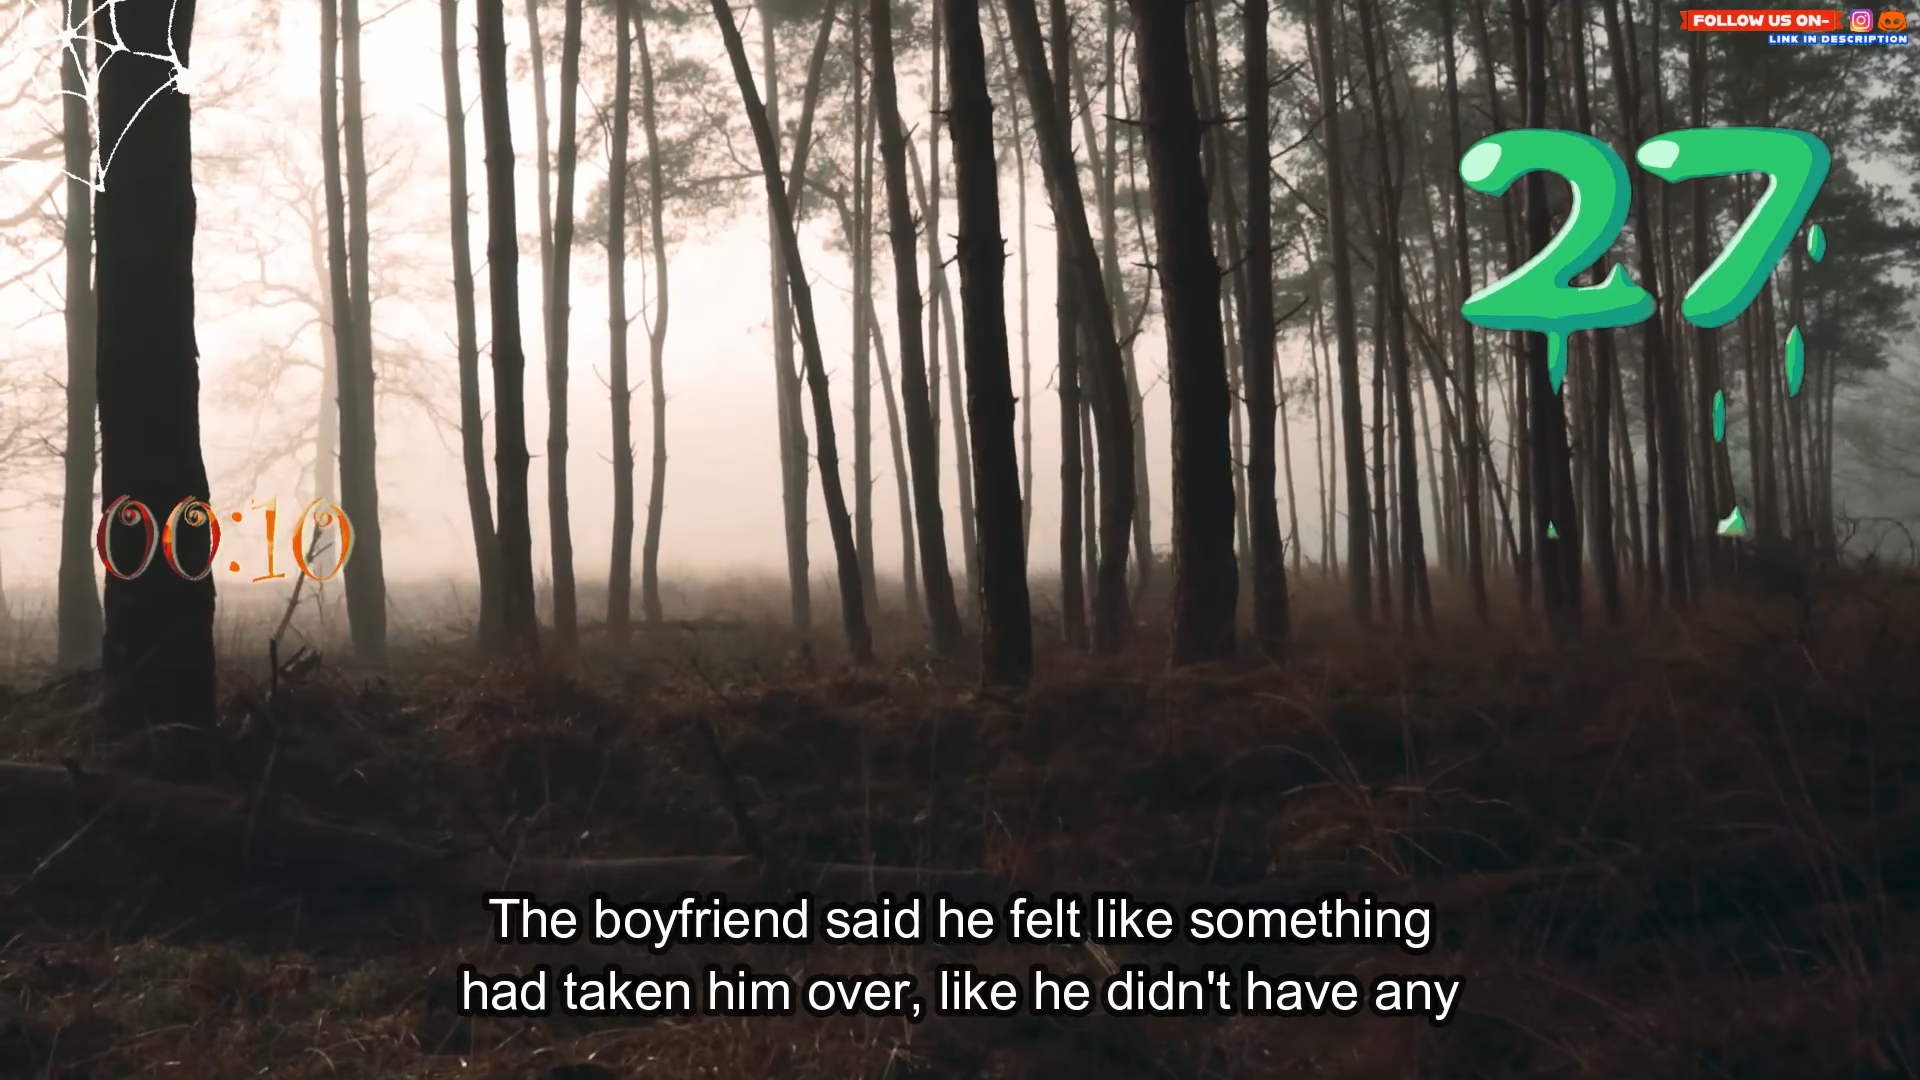 FOLLOW US ON-
LINK IN DESCRIPTION
27
00:10
The boyfriend said he felt like something
had taken him over, like he didn't have any